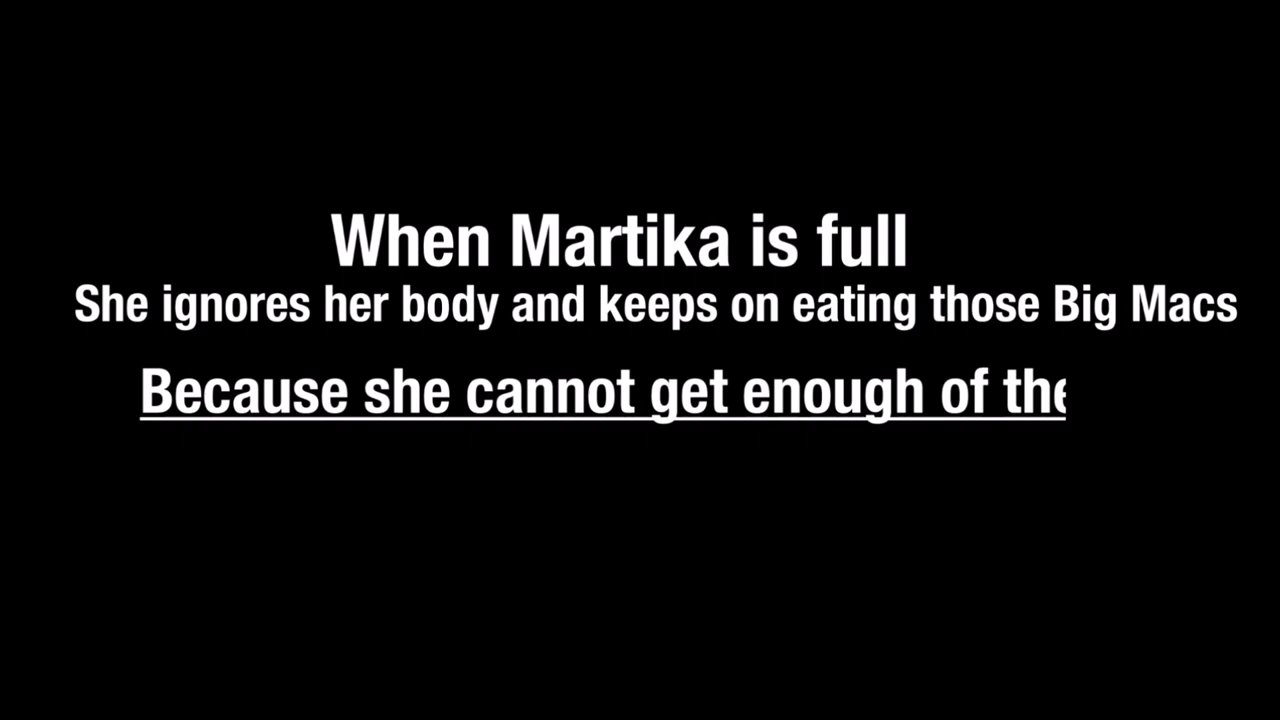 When Martika is full
She ignores her body and keeps on eating those Big Macs
Because she cannot get enough of the